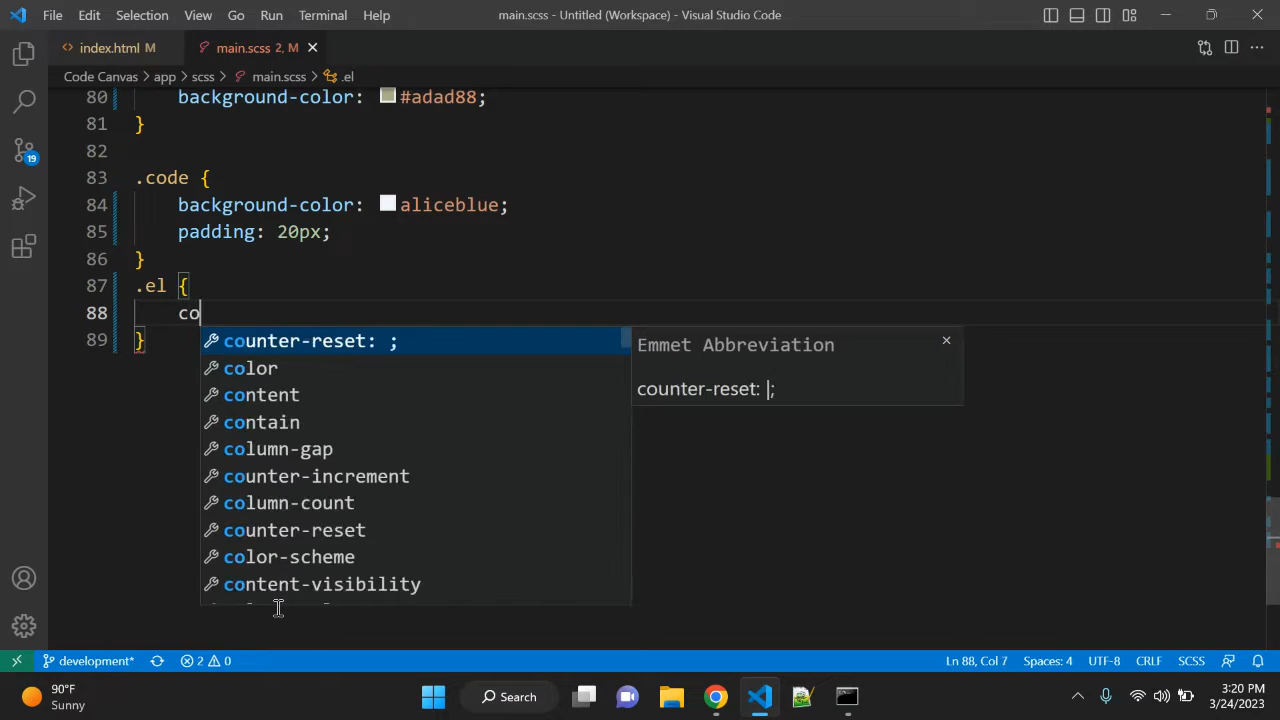 File Edit Selection View Go Run Terminal Help main.scss - Untitled (Workspace) - Visual Studio Code
index.html M main.scss 2, M
Code Canvas > app > scss > main.scss > .el
80 background-color: #adad88;
81 }
82
83 .code {
84 background-color: aliceblue;
85 padding: 20px;
86 }
87 .el {
88 co
89 }
counter-reset: ;
color
content
contain
column-gap
counter-increment
column-count
counter-reset
color-scheme
content-visibility
Emmet Abbreviation
counter-reset: |;
19
development* 2 0 Ln 88, Col 7 Spaces: 4 UTF-8 CRLF SCSS
90°F
Sunny
Search
3:20 PM
3/24/2023